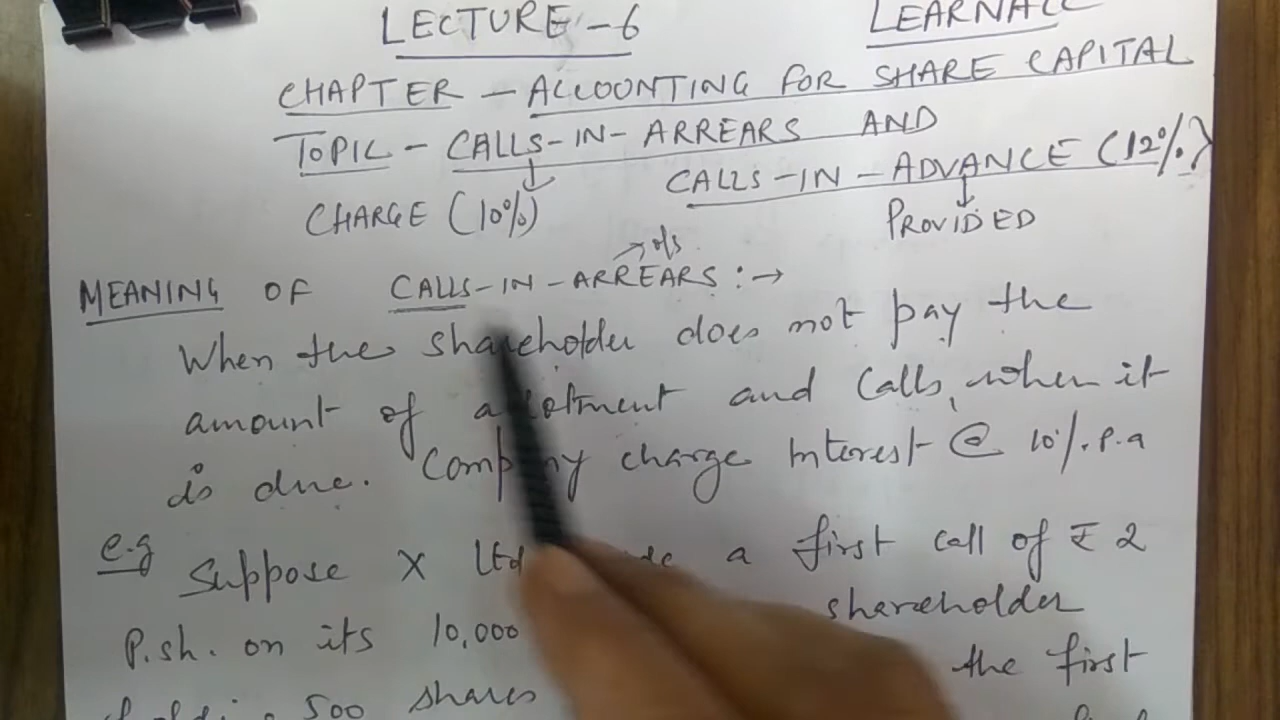 LECTURE-6
LEARNALL
CHAPTER - ACCOUNTING FOR SHARE CAPITAL
TOPIC - CALLS-IN-ARREARS AND
CALLS-IN-ADVANCE (12%)
CHARGE (10%)
PROVIDED
o/s
MEANING OF CALLS-IN-ARREARS :→
When the shareholder does not pay the
amount of allotment and calls, when it
is due. Company charge Interest @ 10%. P.a
e.g Suppose X Ltd a first call of ₹ 2
P.sh. on its 10,000 shareholder
500 shares the first